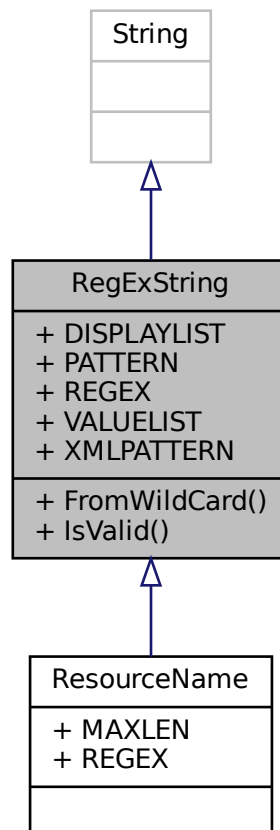 String
RegExString
+ DISPLAYLIST
+ PATTERN
+ REGEX
+ VALUELIST
+ XMLPATTERN
+ FromWildCard()
+ IsValid()
ResourceName
+ MAXLEN
+ REGEX